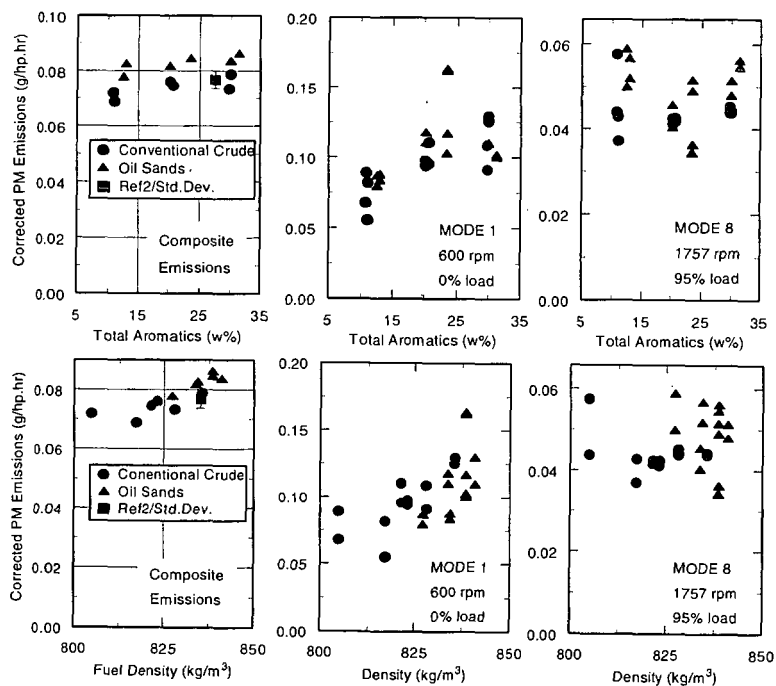 Corrected PM Emissions (g/hp.hr)
0.10
0.08
0.06
0.04
0.02
0.00
Conventional Crude
Oil Sands
Ref2/Std.Dev.
Composite
Emissions
5
15
25
35
Total Aromatics (w%)
0.20
0.15
0.10
0.05
0.00
MODE 1
600 rpm
0% load
5
15
25
35
Total Aromatics (w%)
0.06
0.04
0.02
0.00
MODE 8
1757 rpm
95% load
5
15
25
35
Total Aromatics (w%)
Corrected PM Emissions (g/hp.hr)
0.10
0.08
0.06
0.04
0.02
0.00
Conventional Crude
Oil Sands
Ref2/Std.Dev.
Composite
Emissions
800
825
850
Fuel Density (kg/m³)
0.20
0.15
0.10
0.05
0.00
MODE 1
600 rpm
0% load
800
825
850
Density (kg/m³)
0.06
0.04
0.02
0.00
MODE 8
1757 rpm
95% load
800
825
850
Density (kg/m³)